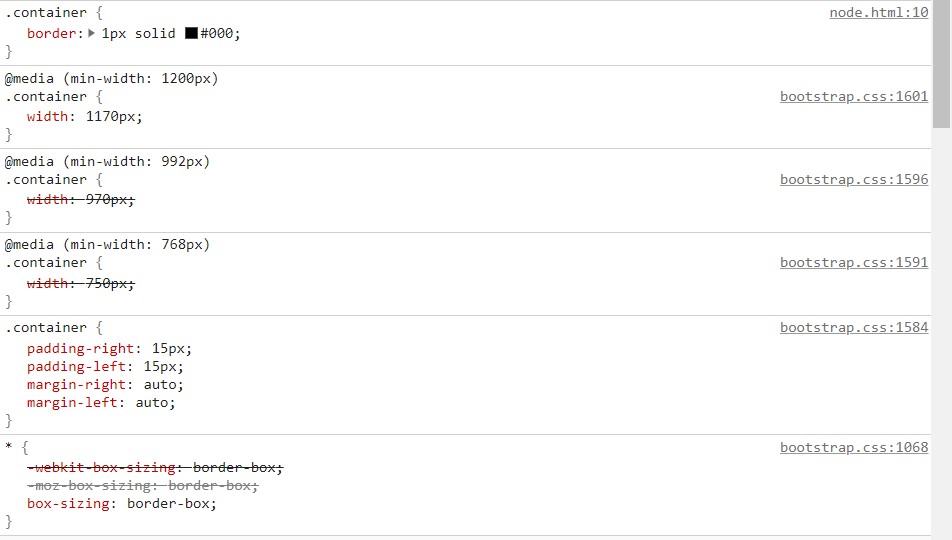 .container {
node.html:10
border: 1px solid #000;
}
@media (min-width: 1200px)
.container {
bootstrap.css:1601
width: 1170px;
}
@media (min-width: 992px)
.container {
bootstrap.css:1596
width: 970px;
}
@media (min-width: 768px)
.container {
bootstrap.css:1591
width: 750px;
}
.container {
bootstrap.css:1584
padding-right: 15px;
padding-left: 15px;
margin-right: auto;
margin-left: auto;
}
* {
bootstrap.css:1068
-webkit-box-sizing: border-box;
-moz-box-sizing: border-box;
box-sizing: border-box;
}